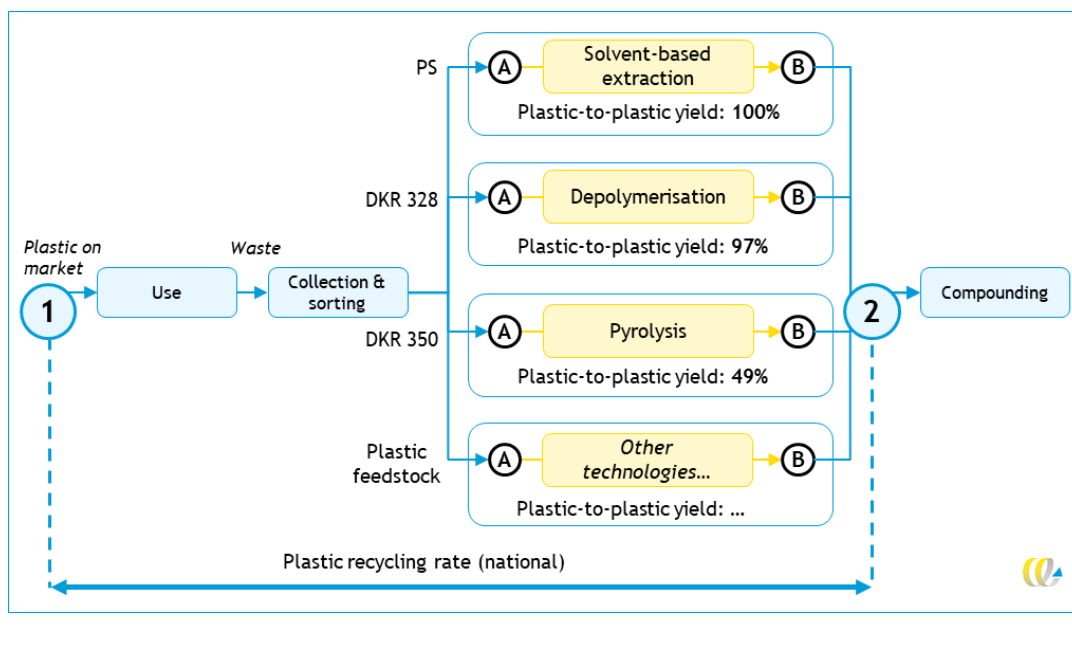 PS
A
Solvent-based
extraction
B
Plastic-to-plastic yield: 100%
DKR 328
A
Depolymerisation
B
Plastic-to-plastic yield: 97%
Plastic on
market
1
Use
Waste
Collection &
sorting
DKR 350
A
Pyrolysis
B
Plastic-to-plastic yield: 49%
2
Compounding
Plastic
feedstock
A
Other
technologies…
B
Plastic-to-plastic yield: …
Plastic recycling rate (national)